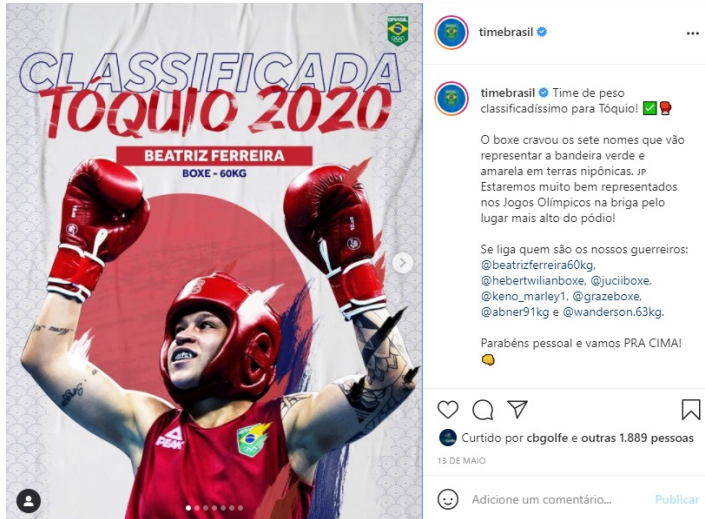 BRASIL
CLASSIFICADA
TÓQUIO 2020
BEATRIZ FERREIRA
BOXE - 60KG
PEAK
timebrasil
timebrasil Time de peso
classificadíssimo para Tóquio!
O boxe cravou os sete nomes que vão
representar a bandeira verde e
amarela em terras nipônicas. JP
Estaremos muito bem representados
nos Jogos Olímpicos na briga pelo
lugar mais alto do pódio!
Se liga quem são os nossos guerreiros:
@beatrizferreira60kg,
@hebertwilianboxe, @juciiboxe,
@keno_marley1, @grazeboxe,
@abner91kg e @wanderson.63kg.
Parabéns pessoal e vamos PRA CIMA!
Curtido por cbgolfe e outras 1.889 pessoas
13 DE MAIO
Adicione um comentário...
Publicar